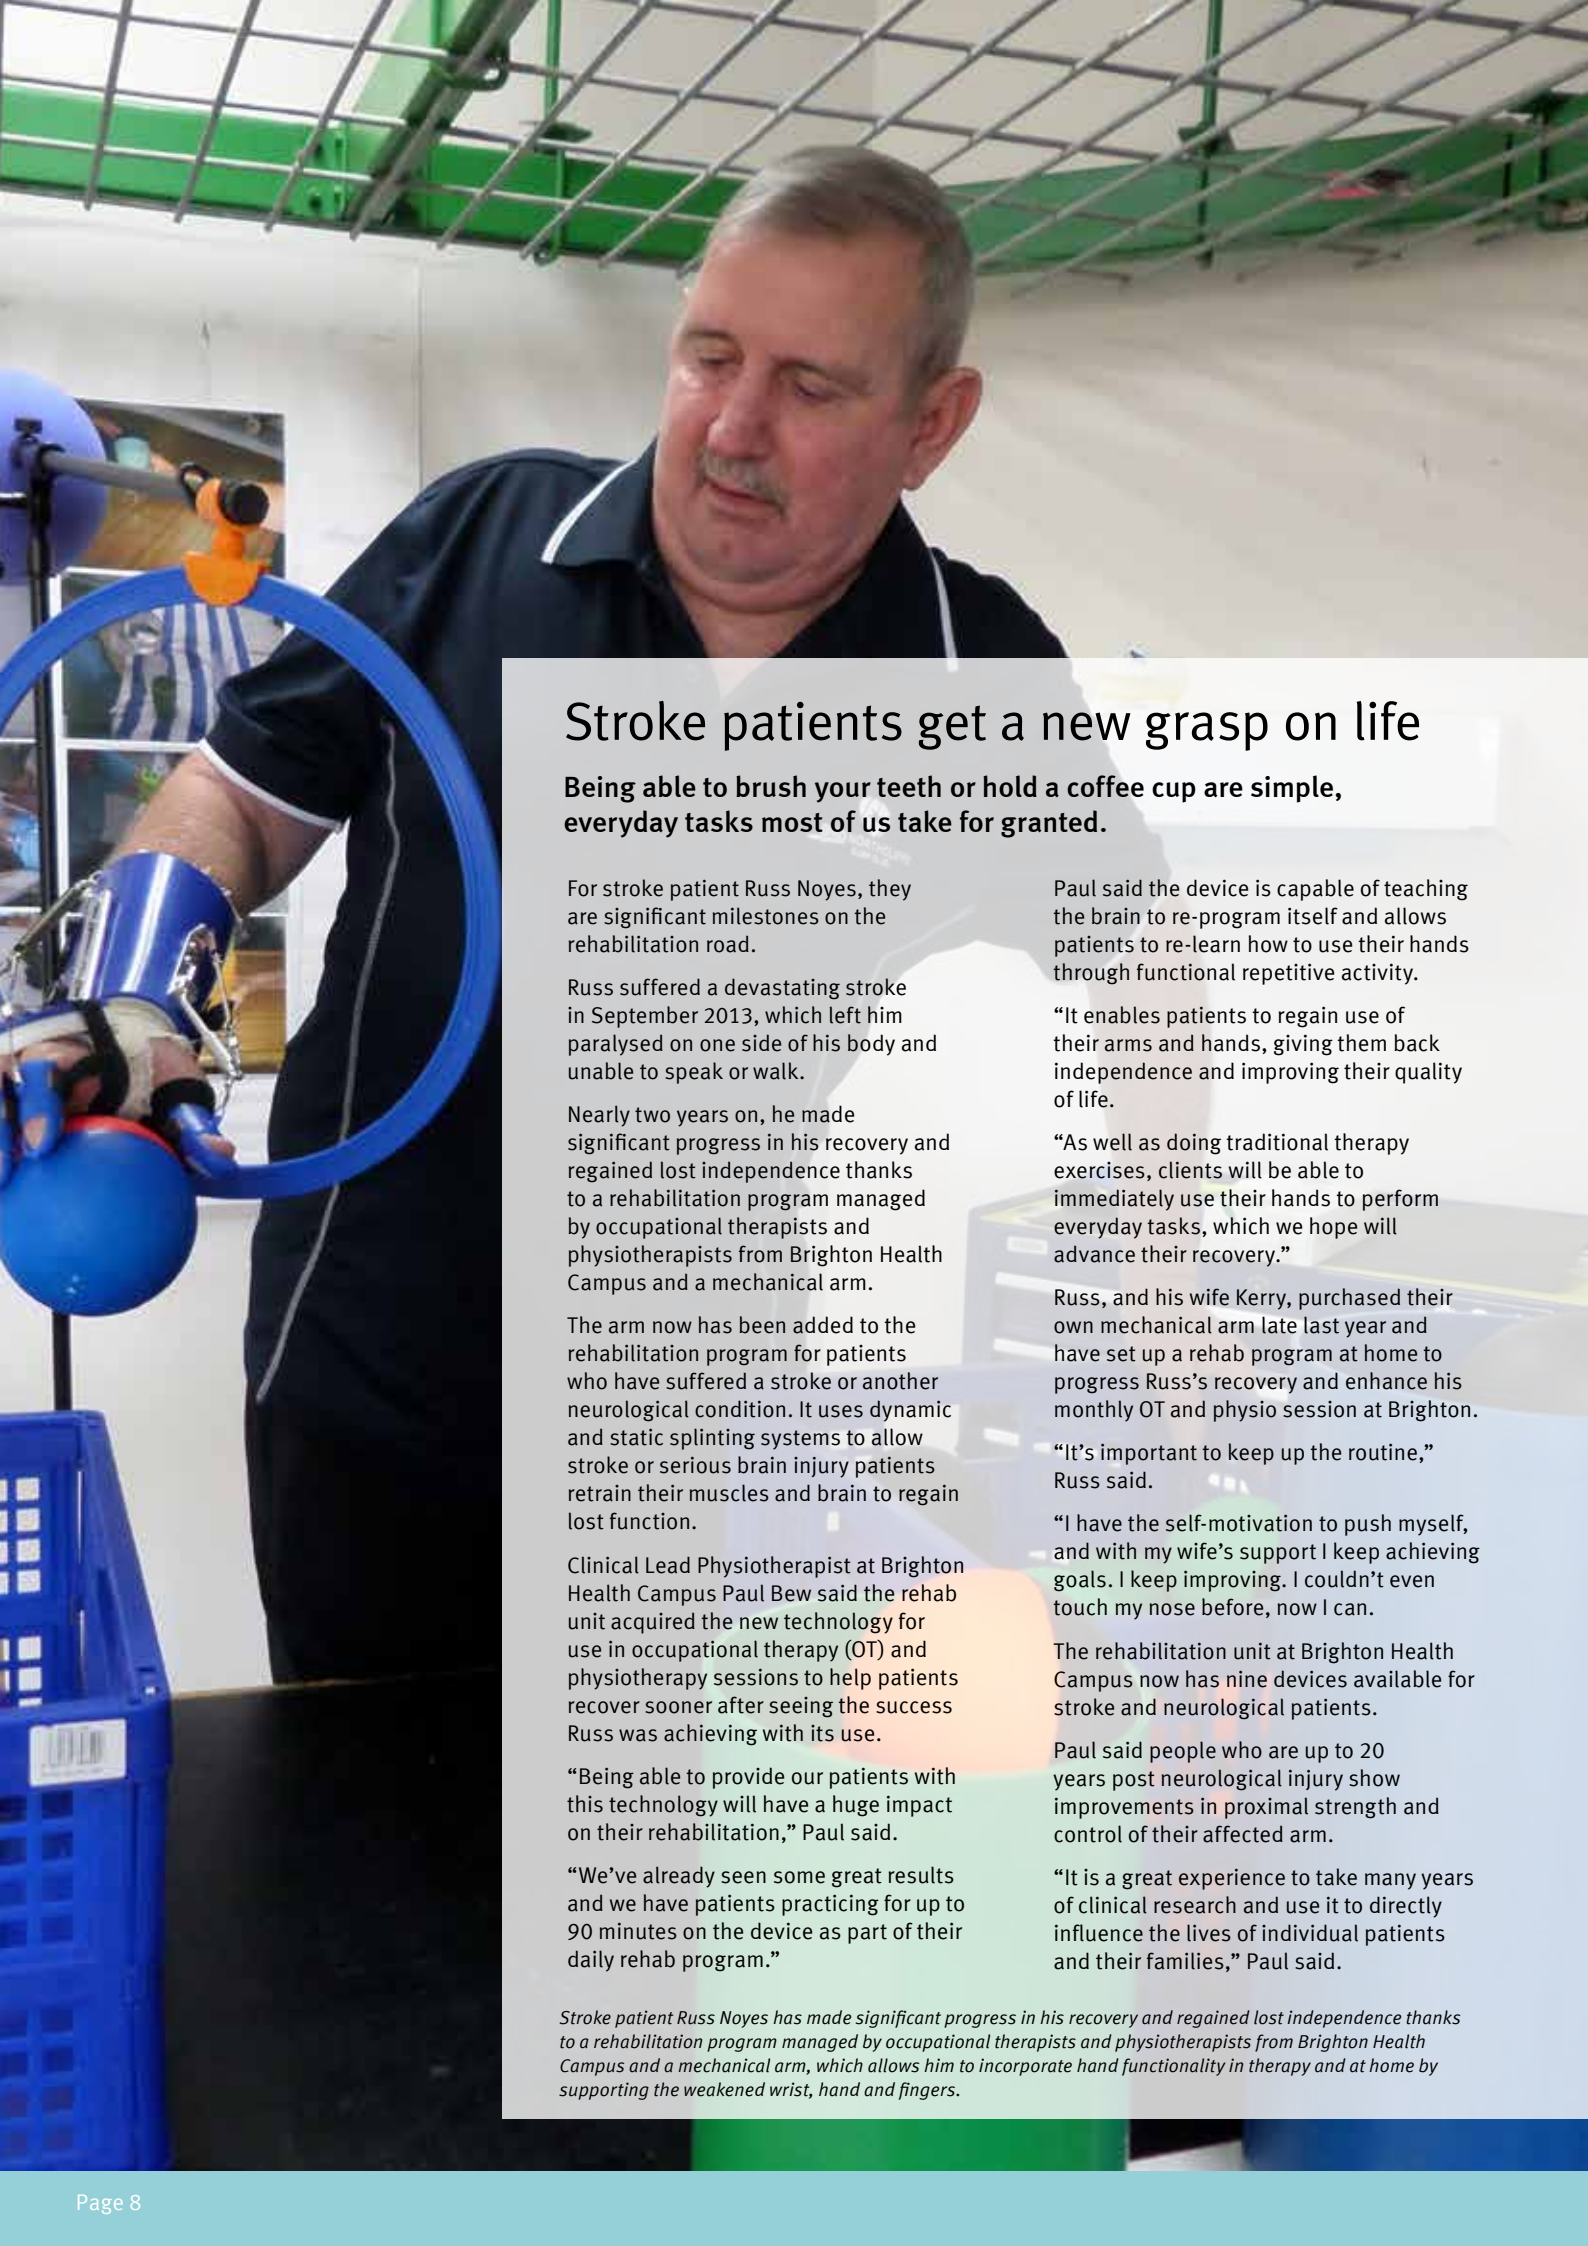 Stroke patients get a new grasp on life
Being able to brush your teeth or hold a coffee cup are simple,
everyday tasks most of us take for granted.
For stroke patient Russ Noyes, they
are significant milestones on the
rehabilitation road.
Russ suffered a devastating stroke
in September 2013, which left him
paralysed on one side of his body and
unable to speak or walk.
Nearly two years on, he made
significant progress in his recovery and
regained lost independence thanks
to a rehabilitation program managed
by occupational therapists and
physiotherapists from Brighton Health
Campus and a mechanical arm.
The arm now has been added to the
rehabilitation program for patients
who have suffered a stroke or another
neurological condition. It uses dynamic
and static splinting systems to allow
stroke or serious brain injury patients
retrain their muscles and brain to regain
lost function.
Clinical Lead Physiotherapist at Brighton
Health Campus Paul Bew said the rehab
unit acquired the new technology for
use in occupational therapy (OT) and
physiotherapy sessions to help patients
recover sooner after seeing the success
Russ was achieving with its use.
“Being able to provide our patients with
this technology will have a huge impact
on their rehabilitation,” Paul said.
“We’ve already seen some great results
and we have patients practicing for up to
90 minutes on the device as part of their
daily rehab program.”
Paul said the device is capable of teaching
the brain to re-program itself and allows
patients to re-learn how to use their hands
through functional repetitive activity.
“It enables patients to regain use of
their arms and hands, giving them back
independence and improving their quality
of life.
“As well as doing traditional therapy
exercises, clients will be able to
immediately use their hands to perform
everyday tasks, which we hope will
advance their recovery.”
Russ, and his wife Kerry, purchased their
own mechanical arm late last year and
have set up a rehab program at home to
progress Russ’s recovery and enhance his
monthly OT and physio session at Brighton.
“It’s important to keep up the routine,”
Russ said.
“I have the self-motivation to push myself,
and with my wife’s support I keep achieving
goals. I keep improving. I couldn’t even
touch my nose before, now I can.
The rehabilitation unit at Brighton Health
Campus now has nine devices available for
stroke and neurological patients.
Paul said people who are up to 20
years post neurological injury show
improvements in proximal strength and
control of their affected arm.
“It is a great experience to take many years
of clinical research and use it to directly
influence the lives of individual patients
and their families,” Paul said.
Stroke patient Russ Noyes has made significant progress in his recovery and regained lost independence thanks
to a rehabilitation program managed by occupational therapists and physiotherapists from Brighton Health
Campus and a mechanical arm, which allows him to incorporate hand functionality in therapy and at home by
supporting the weakened wrist, hand and fingers.
Page 8